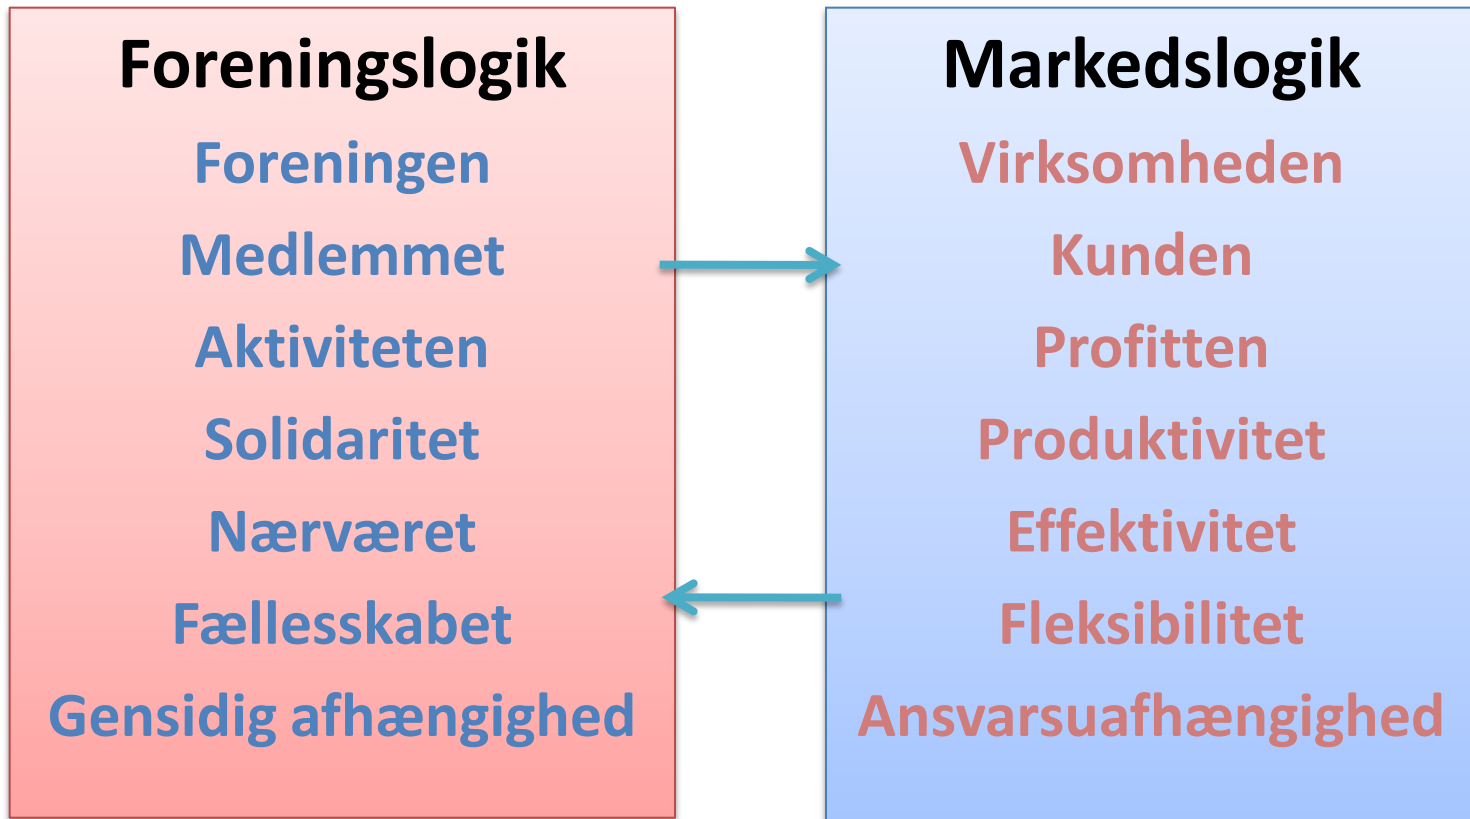 Foreningslogik
Foreningen
Medlemmet
Aktiviteten
Solidaritet
Nærværet
Fællesskabet
Gensidig afhængighed
Markedslogik
Virksomheden
Kunden
Profitten
Produktivitet
Effektivitet
Fleksibilitet
Ansvarsuafhængighed